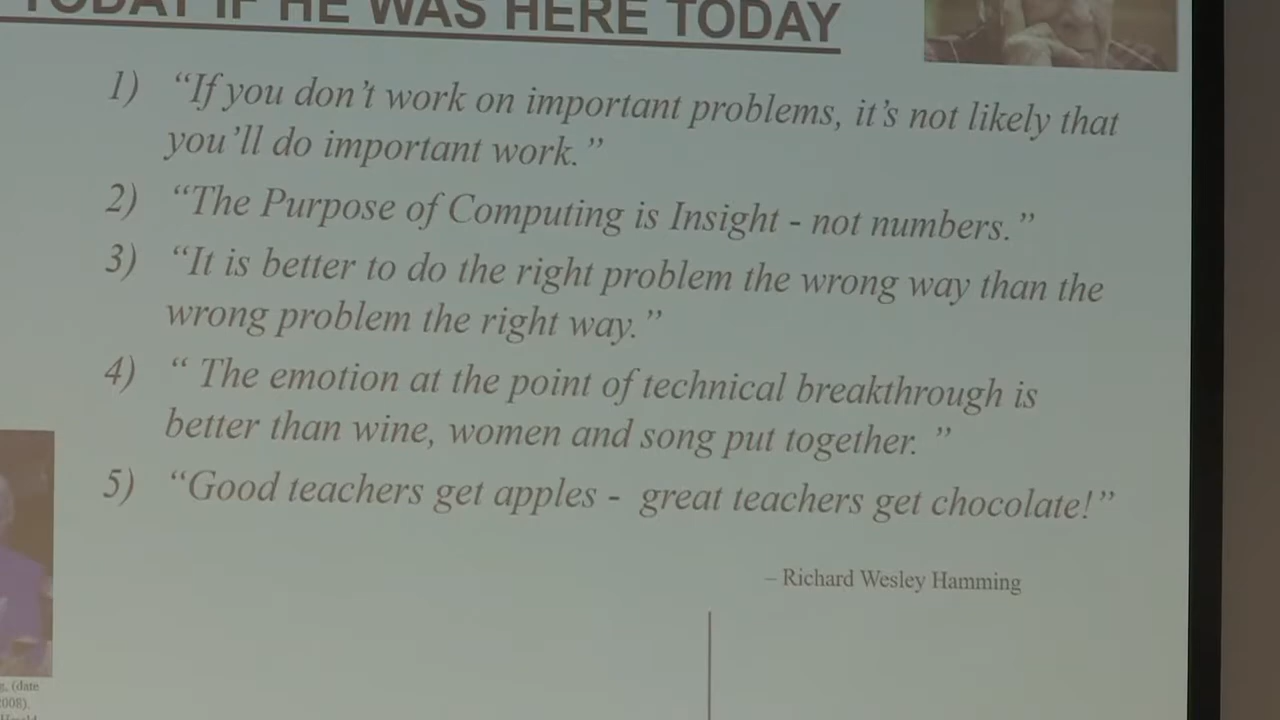 TODAY IF HE WAS HERE TODAY
1) “If you don’t work on important problems, it’s not likely that
you’ll do important work.”
2) “The Purpose of Computing is Insight - not numbers.”
3) “It is better to do the right problem the wrong way than the
wrong problem the right way.”
4) “ The emotion at the point of technical breakthrough is
better than wine, women and song put together. ”
5) “Good teachers get apples - great teachers get chocolate!”
– Richard Wesley Hamming
(date
2008).